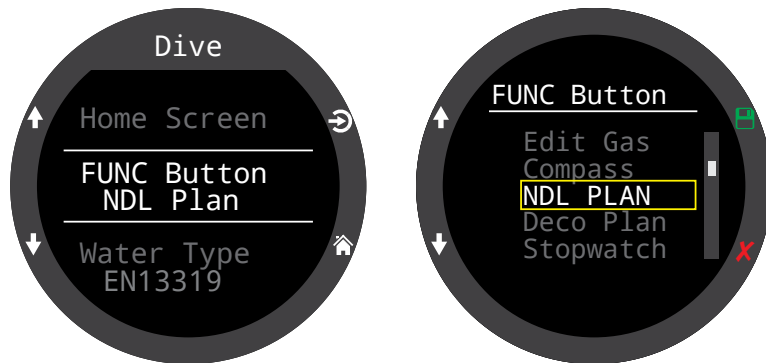 Dive
Home Screen
FUNC Button
NDL Plan
Water Type
EN13319
FUNC Button
Edit Gas
Compass
NDL PLAN
Deco Plan
Stopwatch